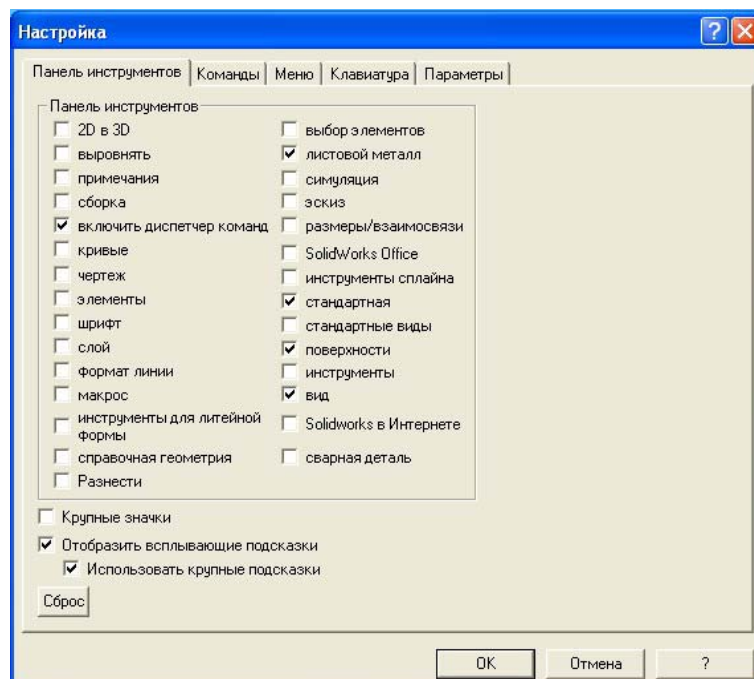 Настройка
Панель инструментов Команды Меню Клавиатура Параметры
Панель инструментов
2D в 3D
выровнять
примечания
сборка
включить диспетчер команд
кривые
чертеж
элементы
шрифт
слой
формат линии
макрос
инструменты для литейной
формы
справочная геометрия
Разнести
выбор элементов
листовой металл
симуляция
эскиз
размеры/взаимосвязи
SolidWorks Office
инструменты сплайна
стандартная
стандартные виды
поверхности
инструменты
вид
Solidworks в Интернете
сварная деталь
Крупные значки
Отобразить всплывающие подсказки
Использовать крупные подсказки
Сброс
OK Отмена ?